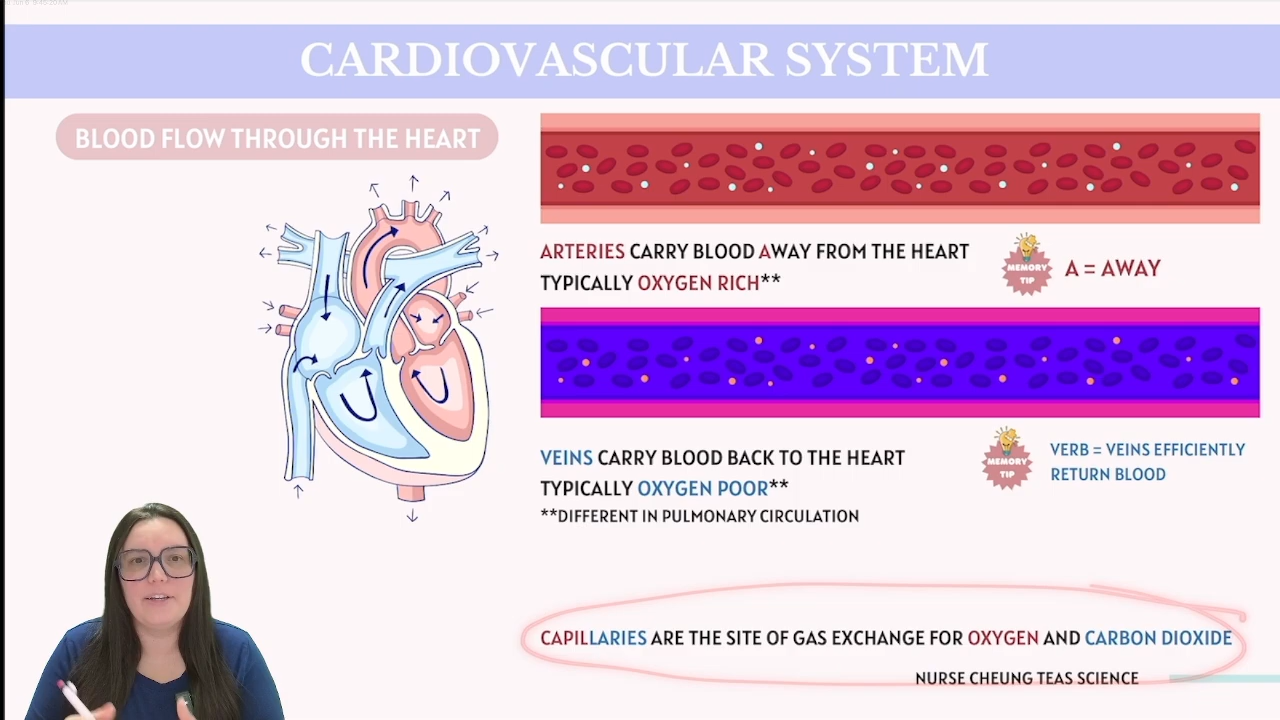 CARDIOVASCULAR SYSTEM
BLOOD FLOW THROUGH THE HEART
ARTERIES CARRY BLOOD AWAY FROM THE HEART
TYPICALLY OXYGEN RICH**
MEMORY
TIP
A = AWAY
VEINS CARRY BLOOD BACK TO THE HEART
TYPICALLY OXYGEN POOR**
**DIFFERENT IN PULMONARY CIRCULATION
MEMORY
TIP
VERB = VEINS EFFICIENTLY
RETURN BLOOD
CAPILLARIES ARE THE SITE OF GAS EXCHANGE FOR OXYGEN AND CARBON DIOXIDE
NURSE CHEUNG TEAS SCIENCE